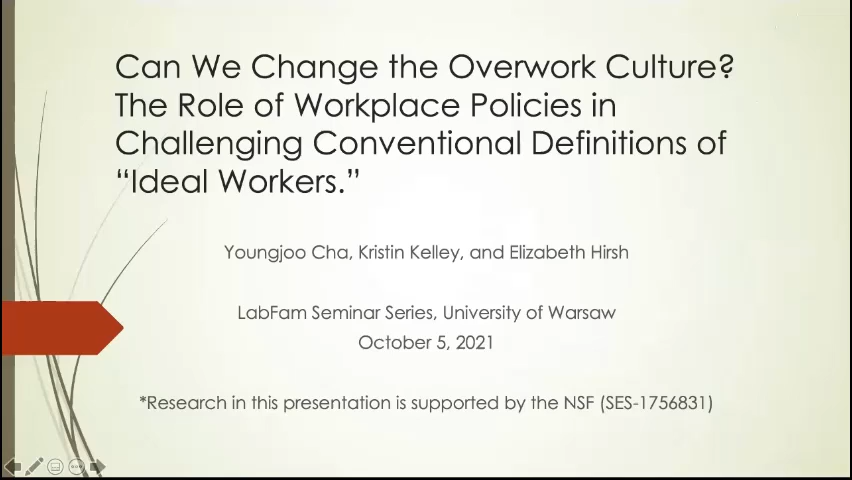 Can We Change the Overwork Culture?
The Role of Workplace Policies in
Challenging Conventional Definitions of
“Ideal Workers.”
Youngjoo Cha, Kristin Kelley, and Elizabeth Hirsh
LabFam Seminar Series, University of Warsaw
October 5, 2021
*Research in this presentation is supported by the NSF (SES-1756831)